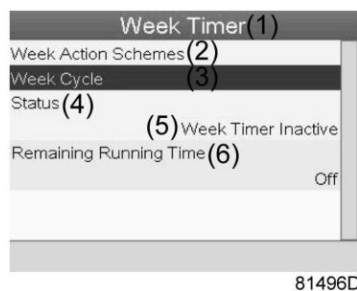 Week Timer(1)
Week Action Schemes(2)
Week Cycle (3)
Status(4)
(5) Week Timer Inactive
Remaining Running Time(6)
Off
81496D